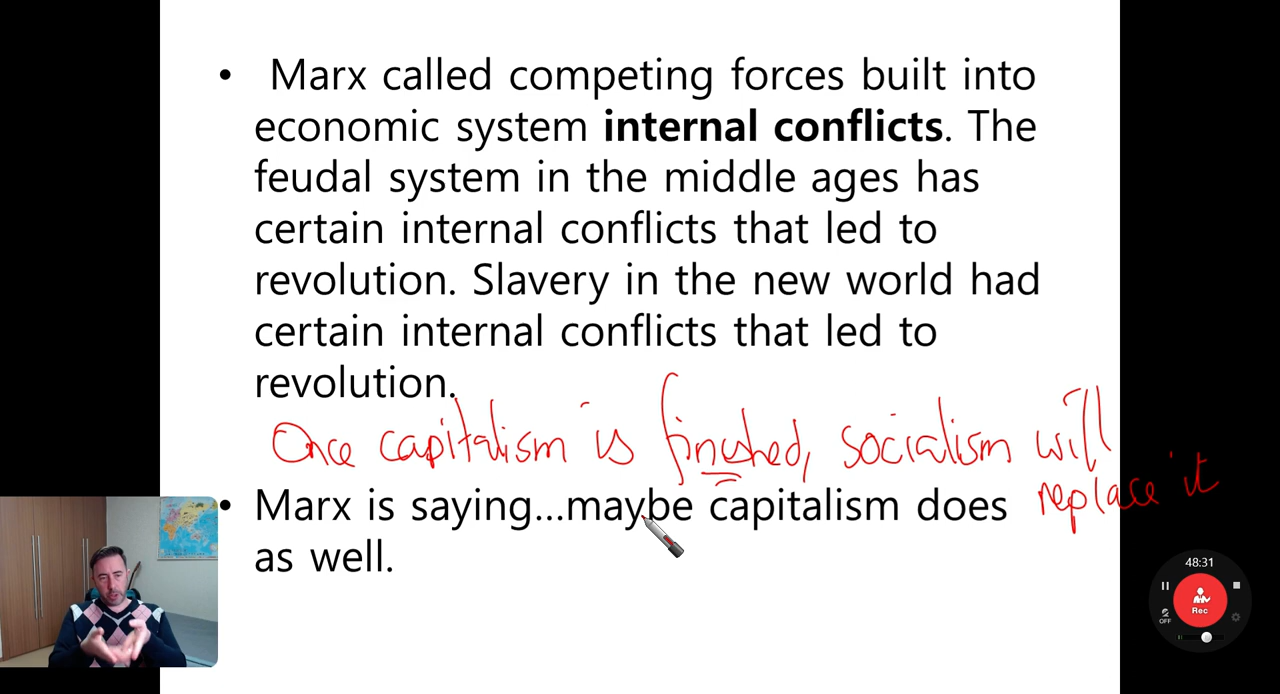 • Marx called competing forces built into
economic system internal conflicts. The
feudal system in the middle ages has
certain internal conflicts that led to
revolution. Slavery in the new world had
certain internal conflicts that led to
revolution.
Once capitalism is finished, socialism will
replace it
• Marx is saying...maybe capitalism does
as well.
48:31
Rec
OFF